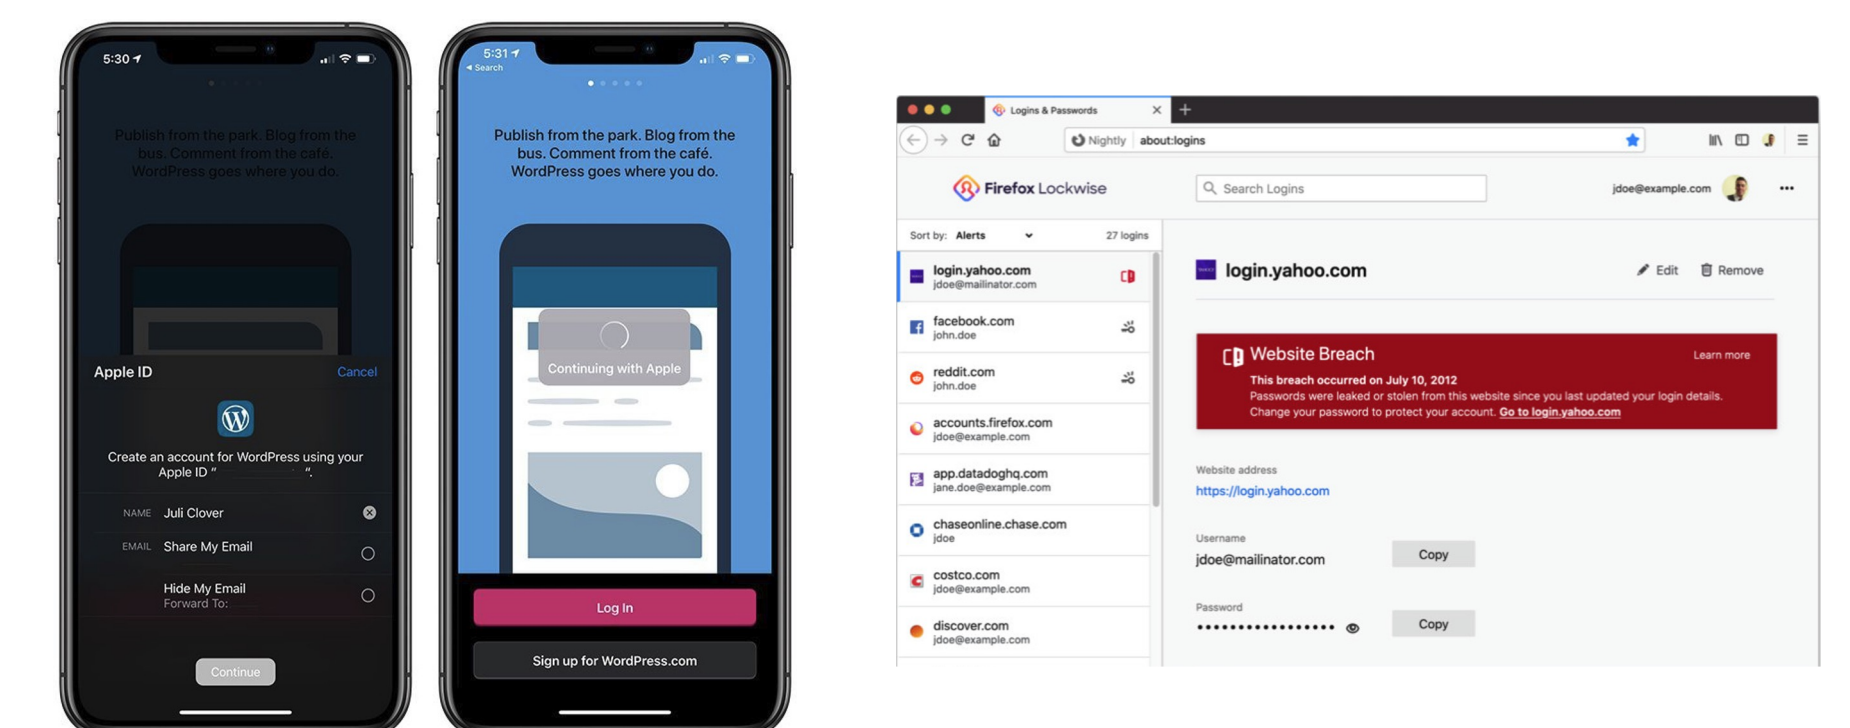 5:30
Publish from the park. Blog from the
bus. Comment from the café.
WordPress goes where you do.
Apple ID
Cancel
Create an account for WordPress using your
Apple ID “ ”.
NAME Juli Clover
EMAIL Share My Email
Hide My Email
Forward To:
Continue
5:31
Search
Publish from the park. Blog from the
bus. Comment from the café.
WordPress goes where you do.
Continuing with Apple
Log In
Sign up for WordPress.com
Logins & Passwords
Nightly about:logins
Firefox Lockwise
Search Logins
jdoe@example.com
Sort by: Alerts
27 logins
login.yahoo.com
jdoe@mailinator.com
facebook.com
john.doe
reddit.com
john.doe
accounts.firefox.com
jdoe@example.com
app.datadoghq.com
jane.doe@example.com
chaseonline.chase.com
jdoe
costco.com
jdoe@example.com
discover.com
jdoe@example.com
login.yahoo.com
Edit
Remove
Website Breach
Learn more
This breach occurred on July 10, 2012
Passwords were leaked or stolen from this website since you last updated your login details.
Change your password to protect your account. Go to login.yahoo.com
Website address
https://login.yahoo.com
Username
jdoe@mailinator.com
Copy
Password
•••••••••••••••••
Copy